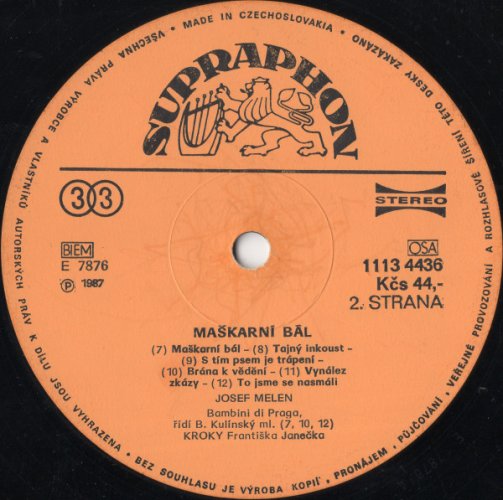 VŠECHNA PRÁVA VÝROBCE A VLASTNÍKŮ AUTORSKÝCH PRÁV K DÍLU JSOU VYHRAZENA • BEZ SOUHLASU JE VÝROBA KOPIÍ, PRONÁJEM, PŮJČOVÁNÍ, VEŘEJNÉ PROVOZOVÁNÍ A ROZHLASOVÉ ŠÍŘENÍ TÉTO DESKY ZAKÁZÁNO • MADE IN CZECHOSLOVAKIA •
SUPRAPHON
33
STEREO
BIEM
OSA
E 7876
1113 4436
℗ 1987
Kčs 44,-
2. STRANA
MAŠKARNÍ BÁL
(7) Maškarní bál – (8) Tajný inkoust –
(9) S tím psem je trápení –
(10) Brána k vědění – (11) Vynález
zkázy – (12) To jsme se nasmáli
JOSEF MELEN
Bambini di Praga,
řídí B. Kulínský ml. (7, 10, 12)
KROKY Františka Janečka